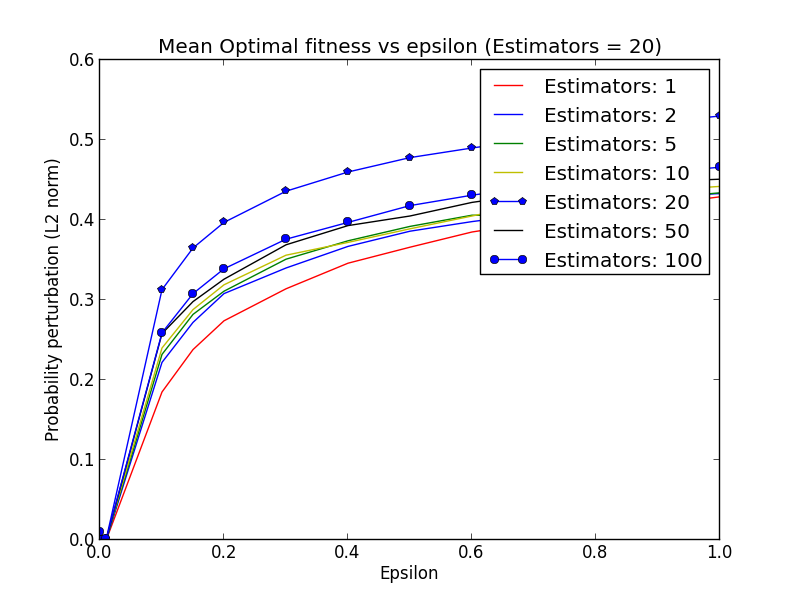 Mean Optimal fitness vs epsilon (Estimators = 20)
0.6
0.5
0.4
0.3
0.2
0.1
0.0
Probability perturbation (L2 norm)
Estimators: 1
Estimators: 2
Estimators: 5
Estimators: 10
Estimators: 20
Estimators: 50
Estimators: 100
0.0 0.2 0.4 0.6 0.8 1.0
Epsilon